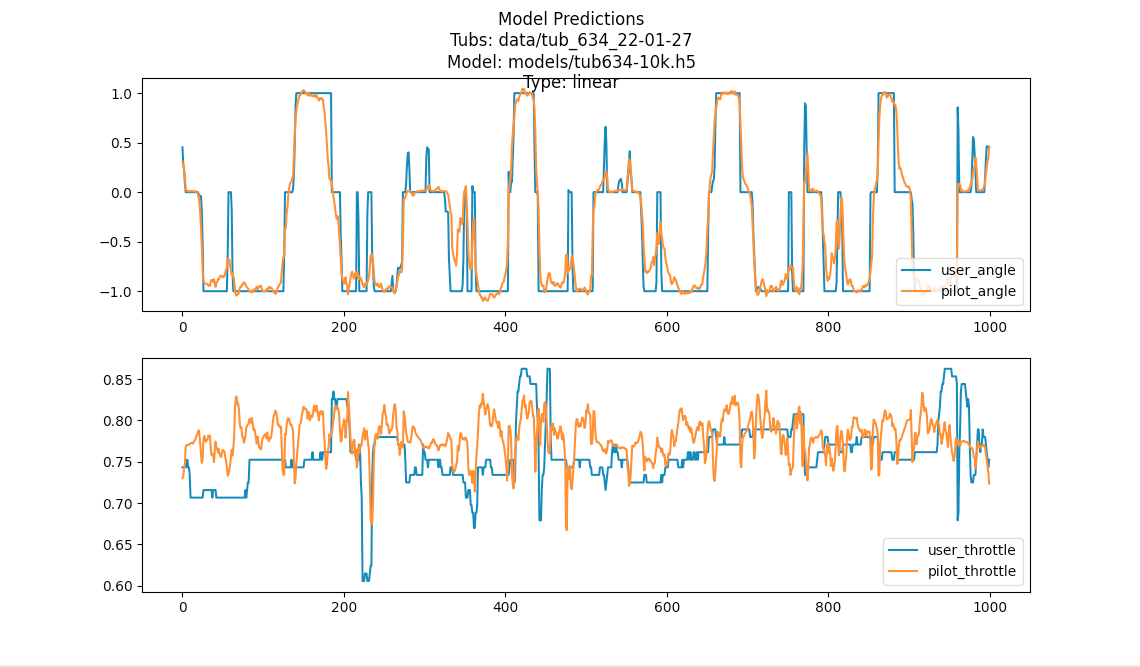 Model Predictions
Tubs: data/tub_634_22-01-27
Model: models/tub634-10k.h5
Type: linear
1.0
0.5
0.0
−0.5
−1.0
user_angle
pilot_angle
0 200 400 600 800 1000
0.85
0.80
0.75
0.70
0.65
0.60
user_throttle
pilot_throttle
0 200 400 600 800 1000